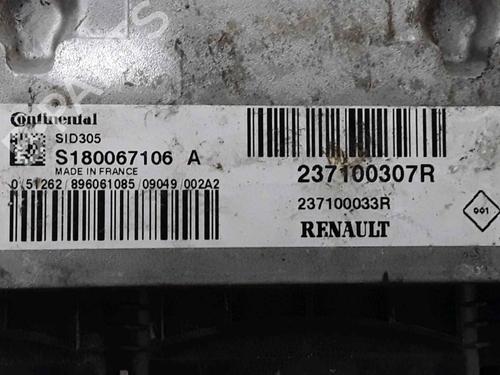 Continental
SID305
S180067106 A
MADE IN FRANCE
0(51262/896061085/09049 002A2
237100307R
237100033R
RENAULT
001